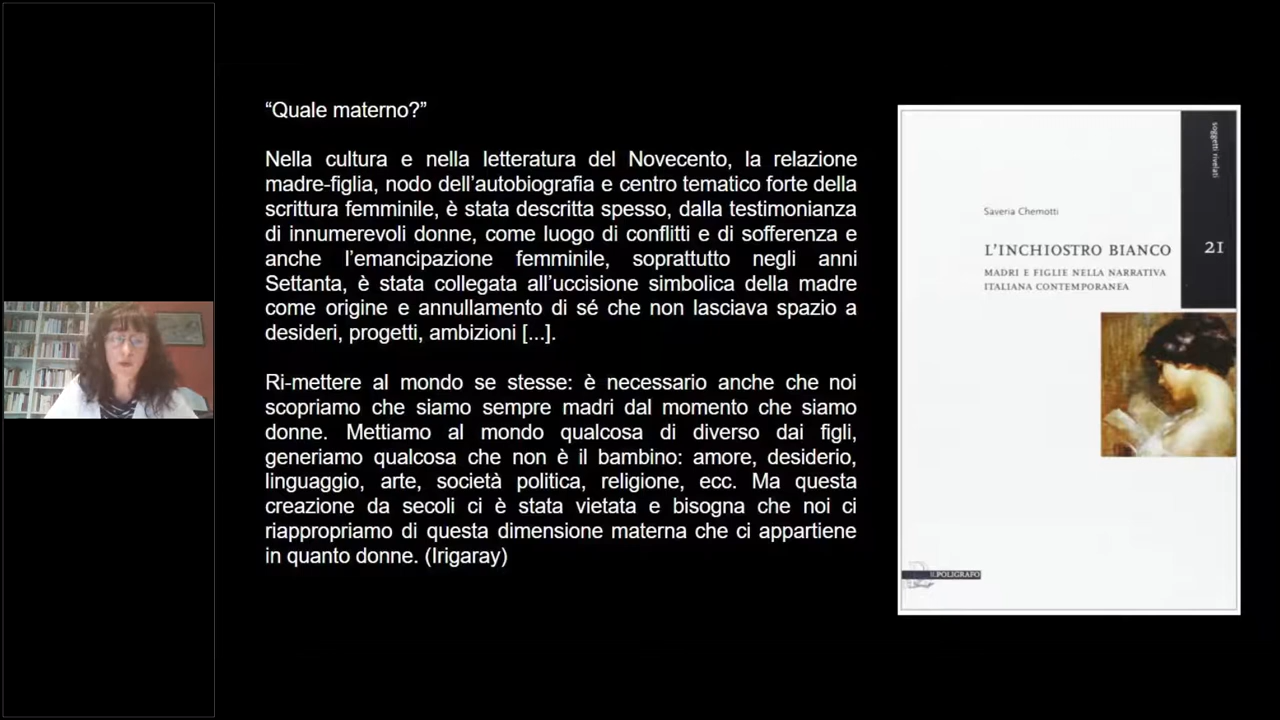 “Quale materno?”
Nella cultura e nella letteratura del Novecento, la relazione
madre-figlia, nodo dell’autobiografia e centro tematico forte della
scrittura femminile, è stata descritta spesso, dalla testimonianza
di innumerevoli donne, come luogo di conflitti e di sofferenza e
anche l’emancipazione femminile, soprattutto negli anni
Settanta, è stata collegata all’uccisione simbolica della madre
come origine e annullamento di sé che non lasciava spazio a
desideri, progetti, ambizioni [...].
Ri-mettere al mondo se stesse: è necessario anche che noi
scopriamo che siamo sempre madri dal momento che siamo
donne. Mettiamo al mondo qualcosa di diverso dai figli,
generiamo qualcosa che non è il bambino: amore, desiderio,
linguaggio, arte, società politica, religione, ecc. Ma questa
creazione da secoli ci è stata vietata e bisogna che noi ci
riappropriamo di questa dimensione materna che ci appartiene
in quanto donne. (Irigaray)
soggetti rivelati
Saveria Chemotti
L’INCHIOSTRO BIANCO
21
MADRI E FIGLIE NELLA NARRATIVA
ITALIANA CONTEMPORANEA
IL POLIGRAFO